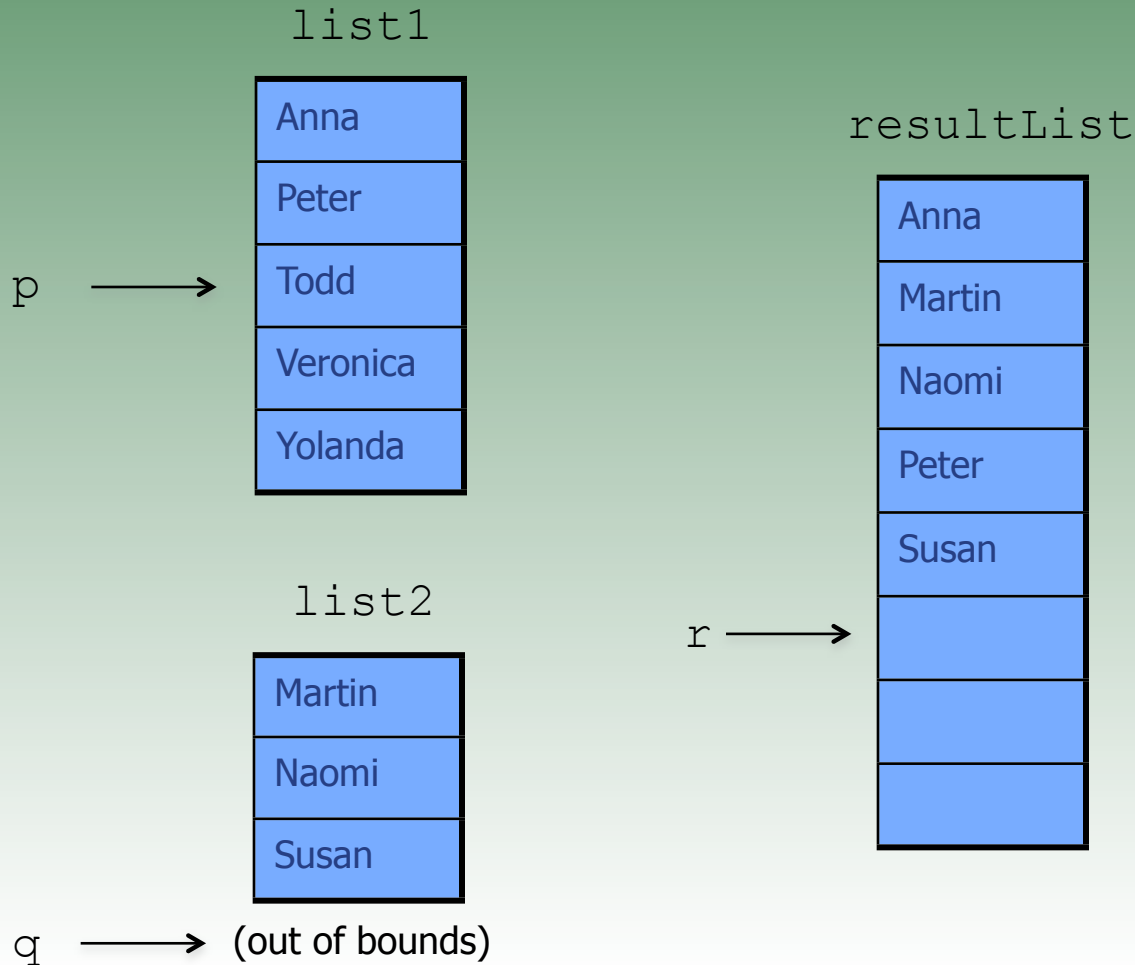 list1
Anna
Peter
p
Todd
Veronica
Yolanda
list2
Martin
Naomi
Susan
q
(out of bounds)
resultList
Anna
Martin
Naomi
Peter
Susan
r